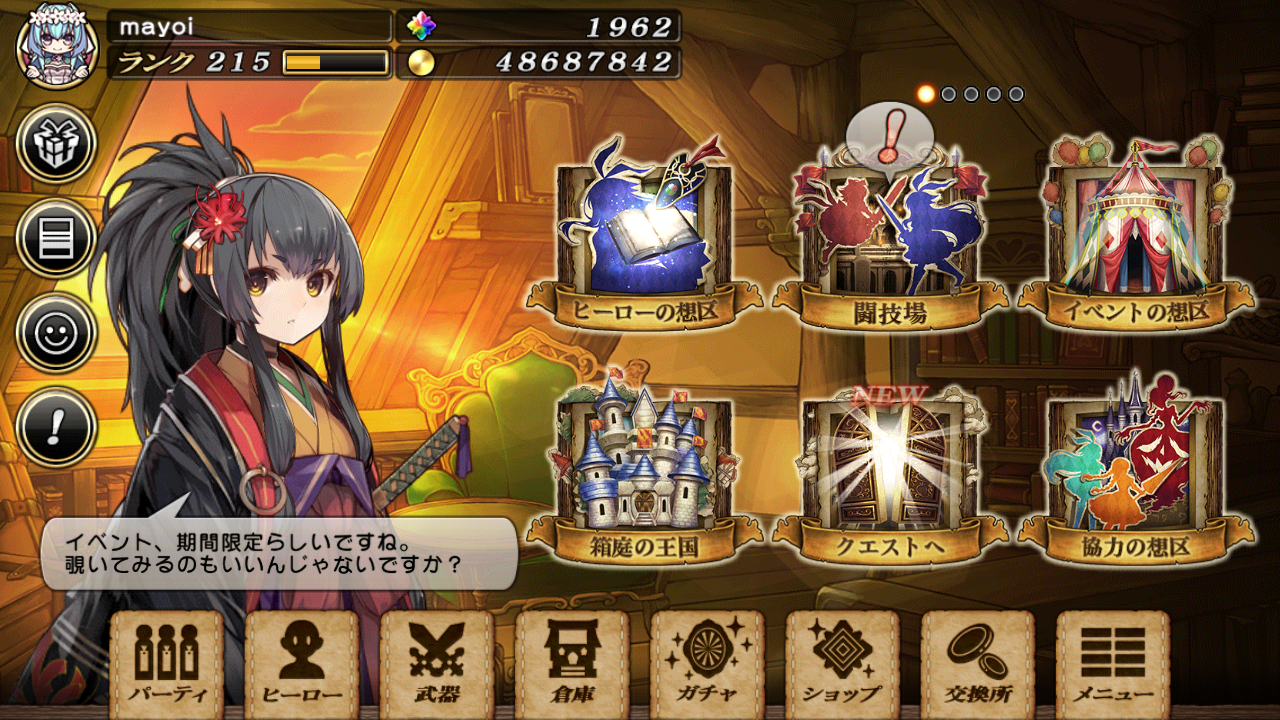 mayoi
1962
ランク 215
48687842
ヒーローの想区
闘技場
イベントの想区
NEW
箱庭の王国
クエストへ
協力の想区
イベント、期間限定らしいですね。
覗いてみるのもいいんじゃないですか？
パーティ
ヒーロー
武器
倉庫
ガチャ
ショップ
交換所
メニュー